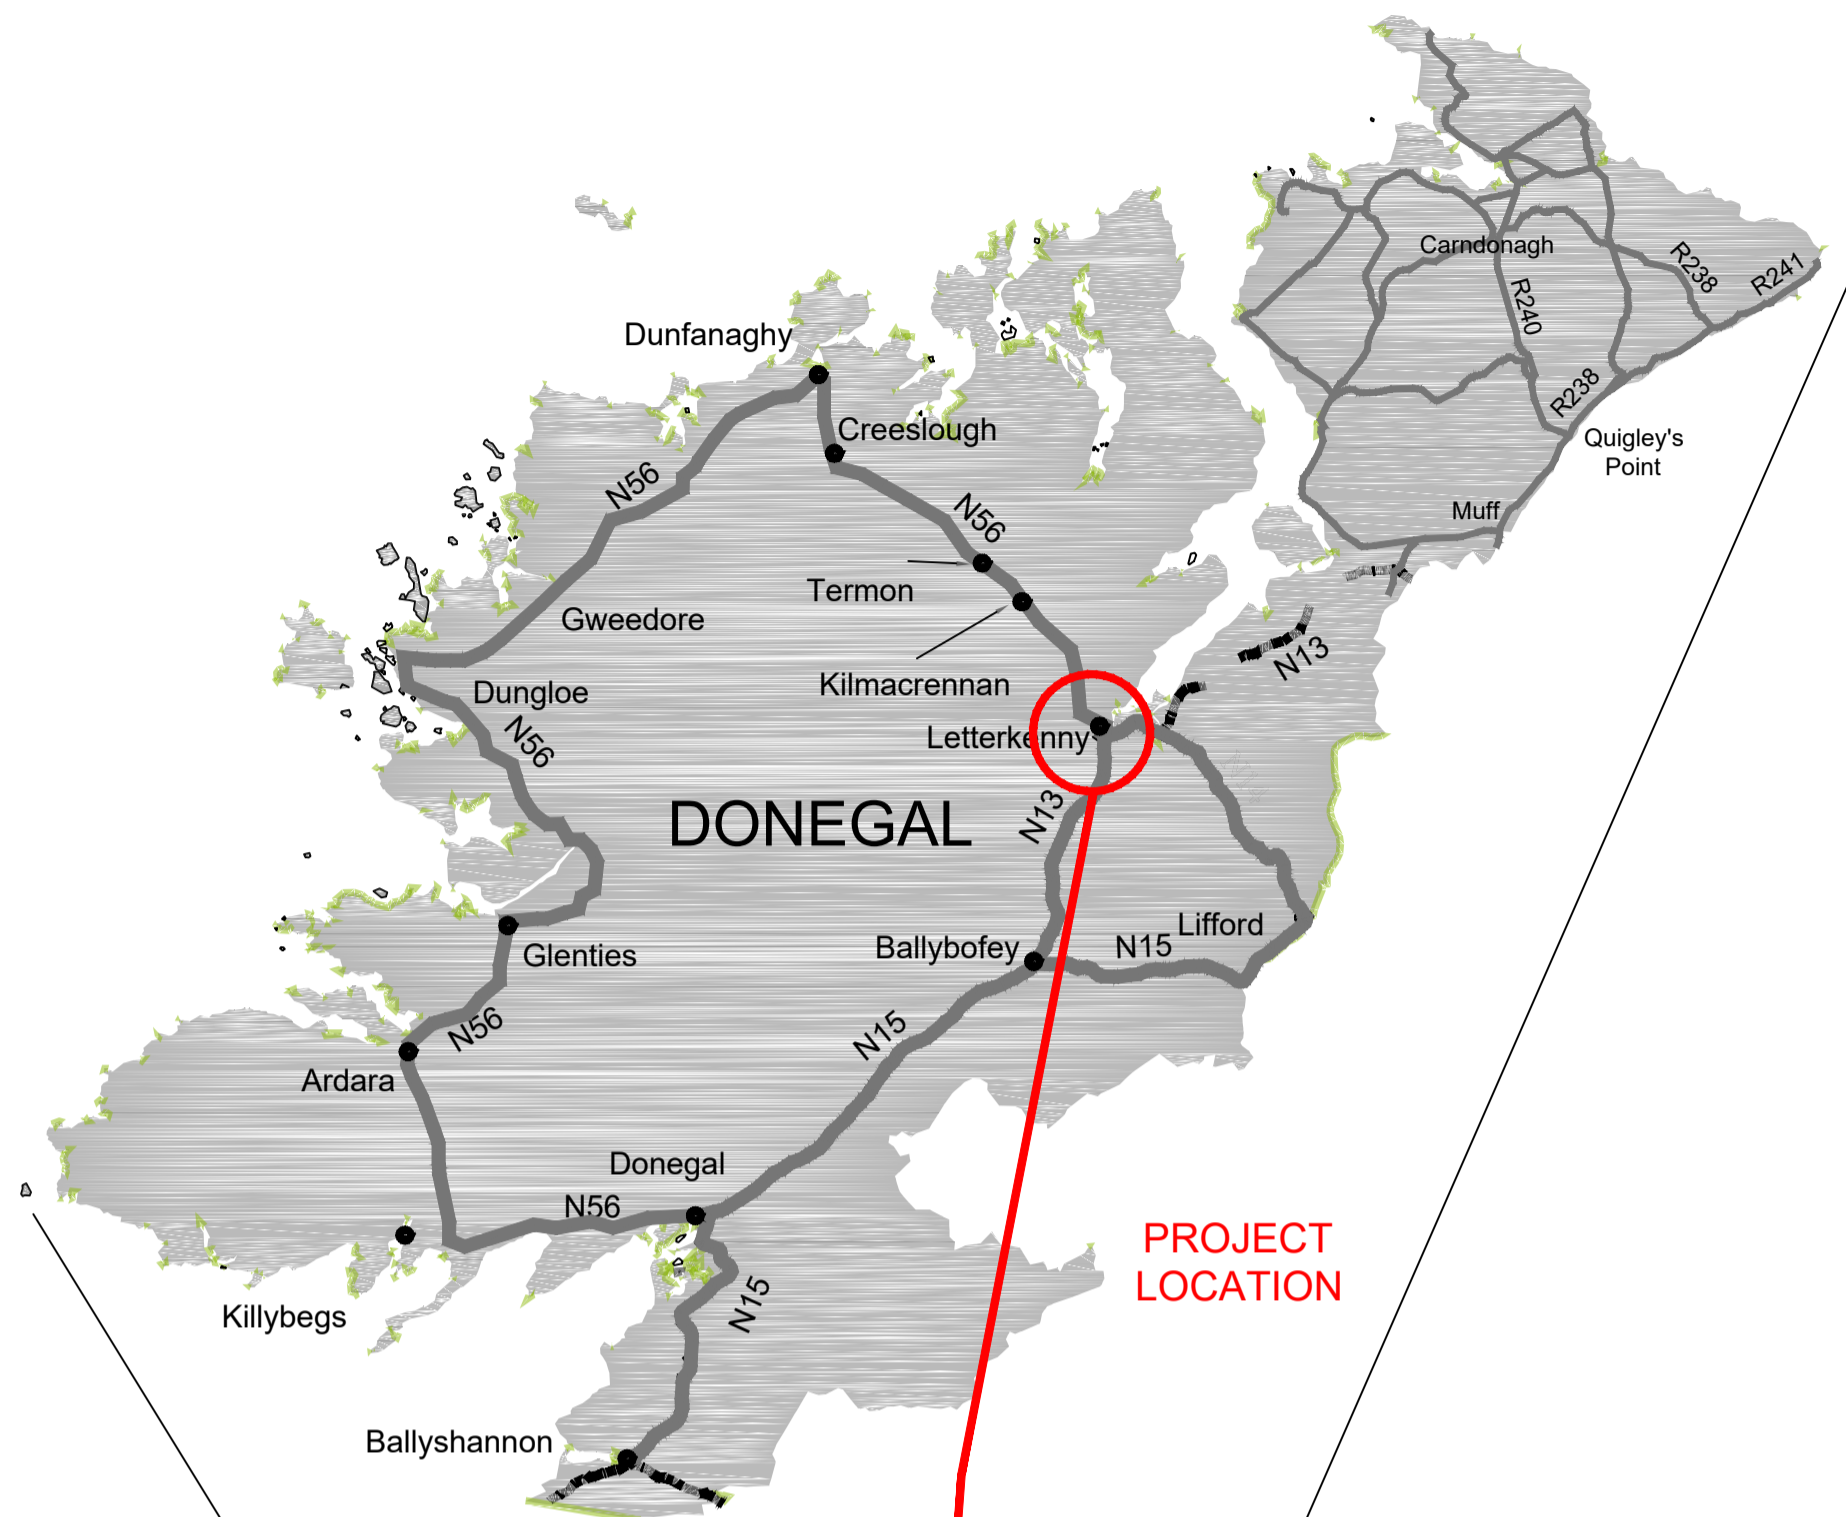 Carndonagh
R238
R241
R240
Dunfanaghy
R238
Creeslough
Quigley's
Point
N56
N56
Muff
Termon
Gweedore
N13
Kilmacrennan
Dungloe
Letterkenny
N56
N14
DONEGAL
N13
Lifford
Ballybofey
N15
Glenties
N56
N15
Ardara
Donegal
N56
PROJECT
LOCATION
N15
Killybegs
Ballyshannon